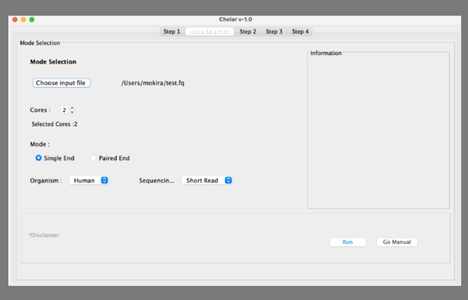 Chelar v-1.0
Step 1
Step 2
Step 3
Step 4
Mode Selection
Information
Mode Selection
Choose input file
/Users/mokira/test.fq
Cores :
2
Selected Cores :2
Mode :
Single End
Paired End
Organism :
Human
Sequencin...
Short Read
*Disclaimer
Run
Go Manual